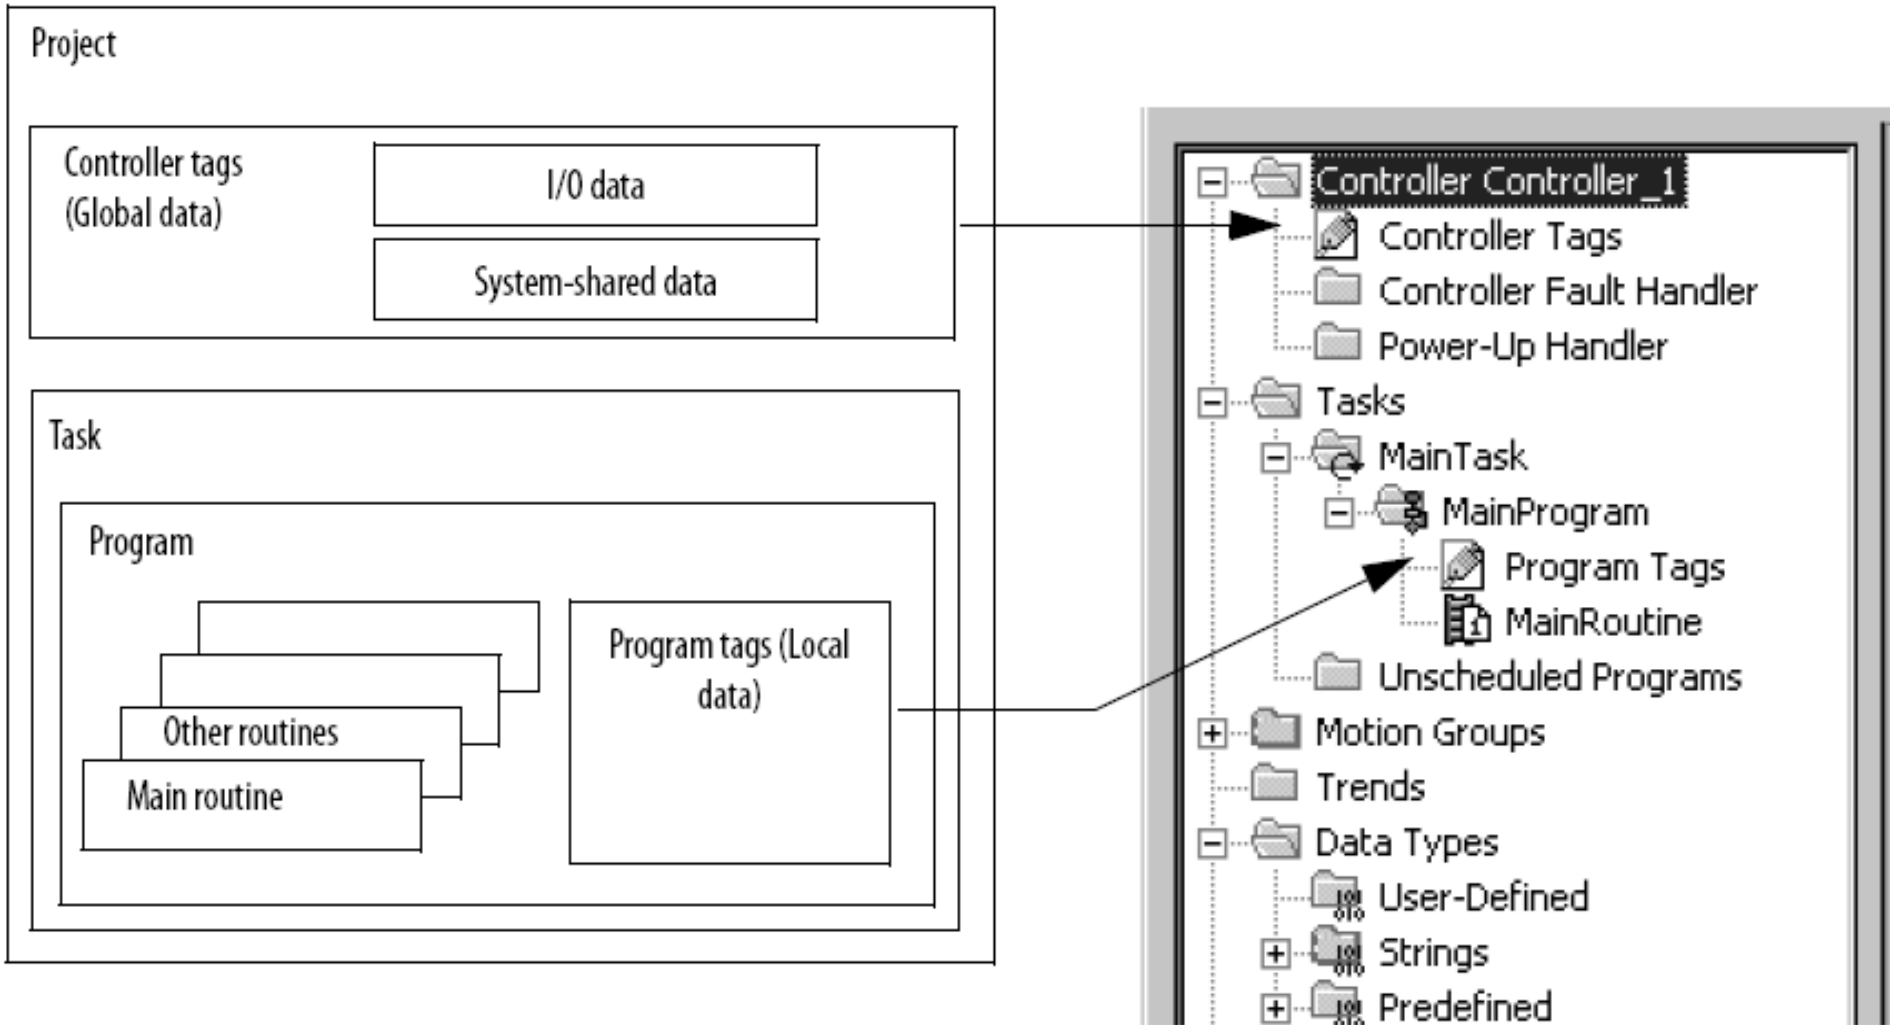 Project
Controller tags
(Global data)
I/O data
System-shared data
Task
Program
Program tags (Local
data)
Other routines
Main routine
Controller Controller_1
Controller Tags
Controller Fault Handler
Power-Up Handler
Tasks
MainTask
MainProgram
Program Tags
MainRoutine
Unscheduled Programs
Motion Groups
Trends
Data Types
User-Defined
Strings
Predefined